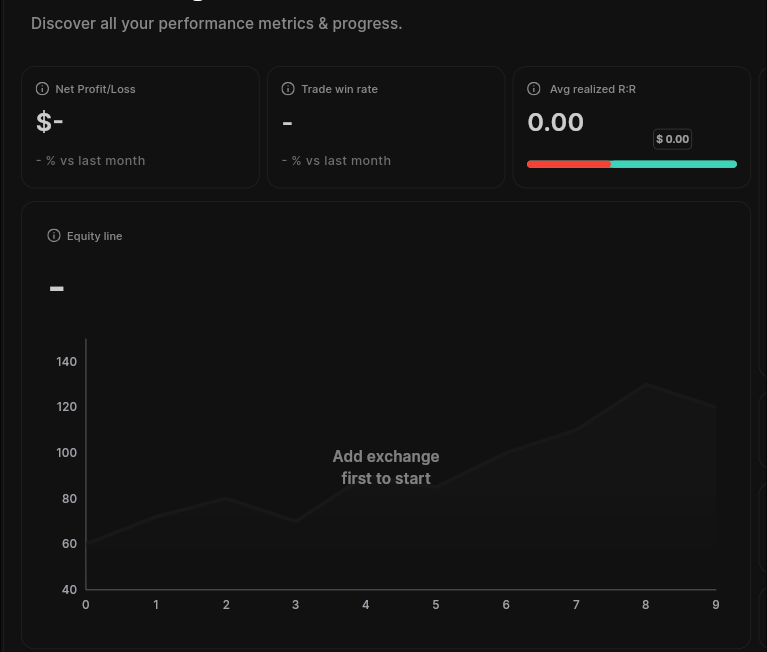 Discover all your performance metrics & progress.
Net Profit/Loss
$-
- % vs last month
Trade win rate
-
- % vs last month
Avg realized R:R
0.00
$ 0.00
Equity line
-
140
120
100
80
60
40
Add exchange
first to start
0 1 2 3 4 5 6 7 8 9